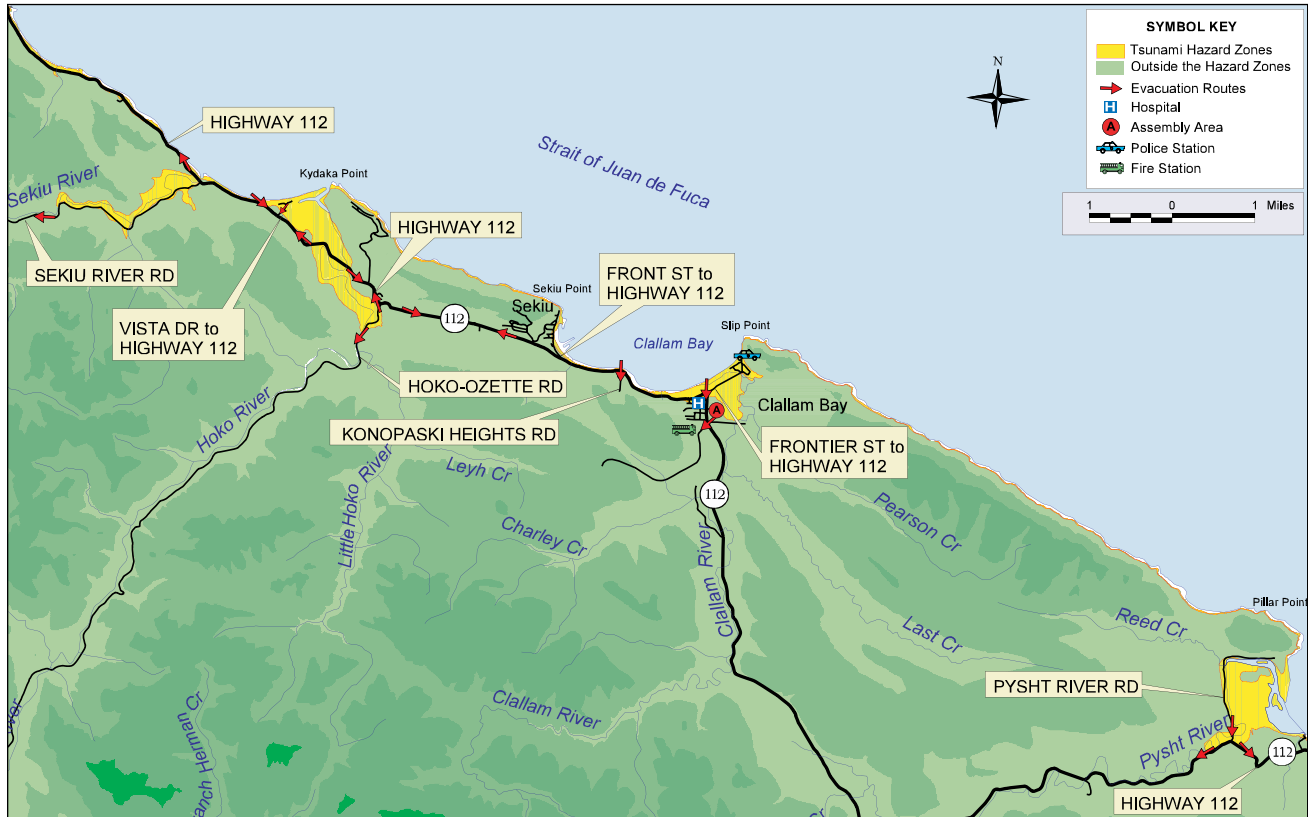 SYMBOL KEY
Tsunami Hazard Zones
Outside the Hazard Zones
Evacuation Routes
H Hospital
A Assembly Area
Police Station
Fire Station
1 0 1 Miles
N
HIGHWAY 112
Strait of Juan de Fuca
Sekiu River
Kydaka Point
HIGHWAY 112
SEKIU RIVER RD
FRONT ST to
HIGHWAY 112
Sekiu Point
Sekiu
112
VISTA DR to
HIGHWAY 112
Slip Point
Clallam Bay
HOKO-OZETTE RD
H
A
Clallam Bay
Hoko River
KONOPASKI HEIGHTS RD
FRONTIER ST to
HIGHWAY 112
Leyh Cr
Little Hoko River
112
Charley Cr
Pearson Cr
Clallam River
Pillar Point
Reed Cr
Last Cr
PYSHT RIVER RD
Clallam River
Pysht River
112
HIGHWAY 112
Herman Cr
Cr